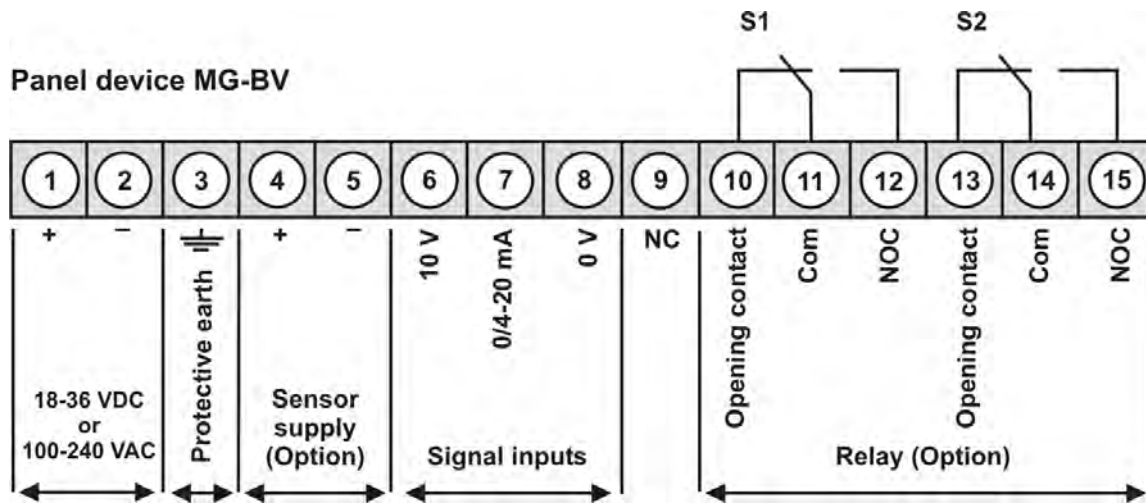 S1
S2
Panel device MG-BV
1 2 3 4 5 6 7 8 9 10 11 12 13 14 15
+ − + − 10 V 0/4-20 mA 0 V NC Opening contact Com NOC Opening contact Com NOC
Protective earth
18-36 VDC
or
100-240 VAC
Sensor
supply
(Option)
Signal inputs
Relay (Option)